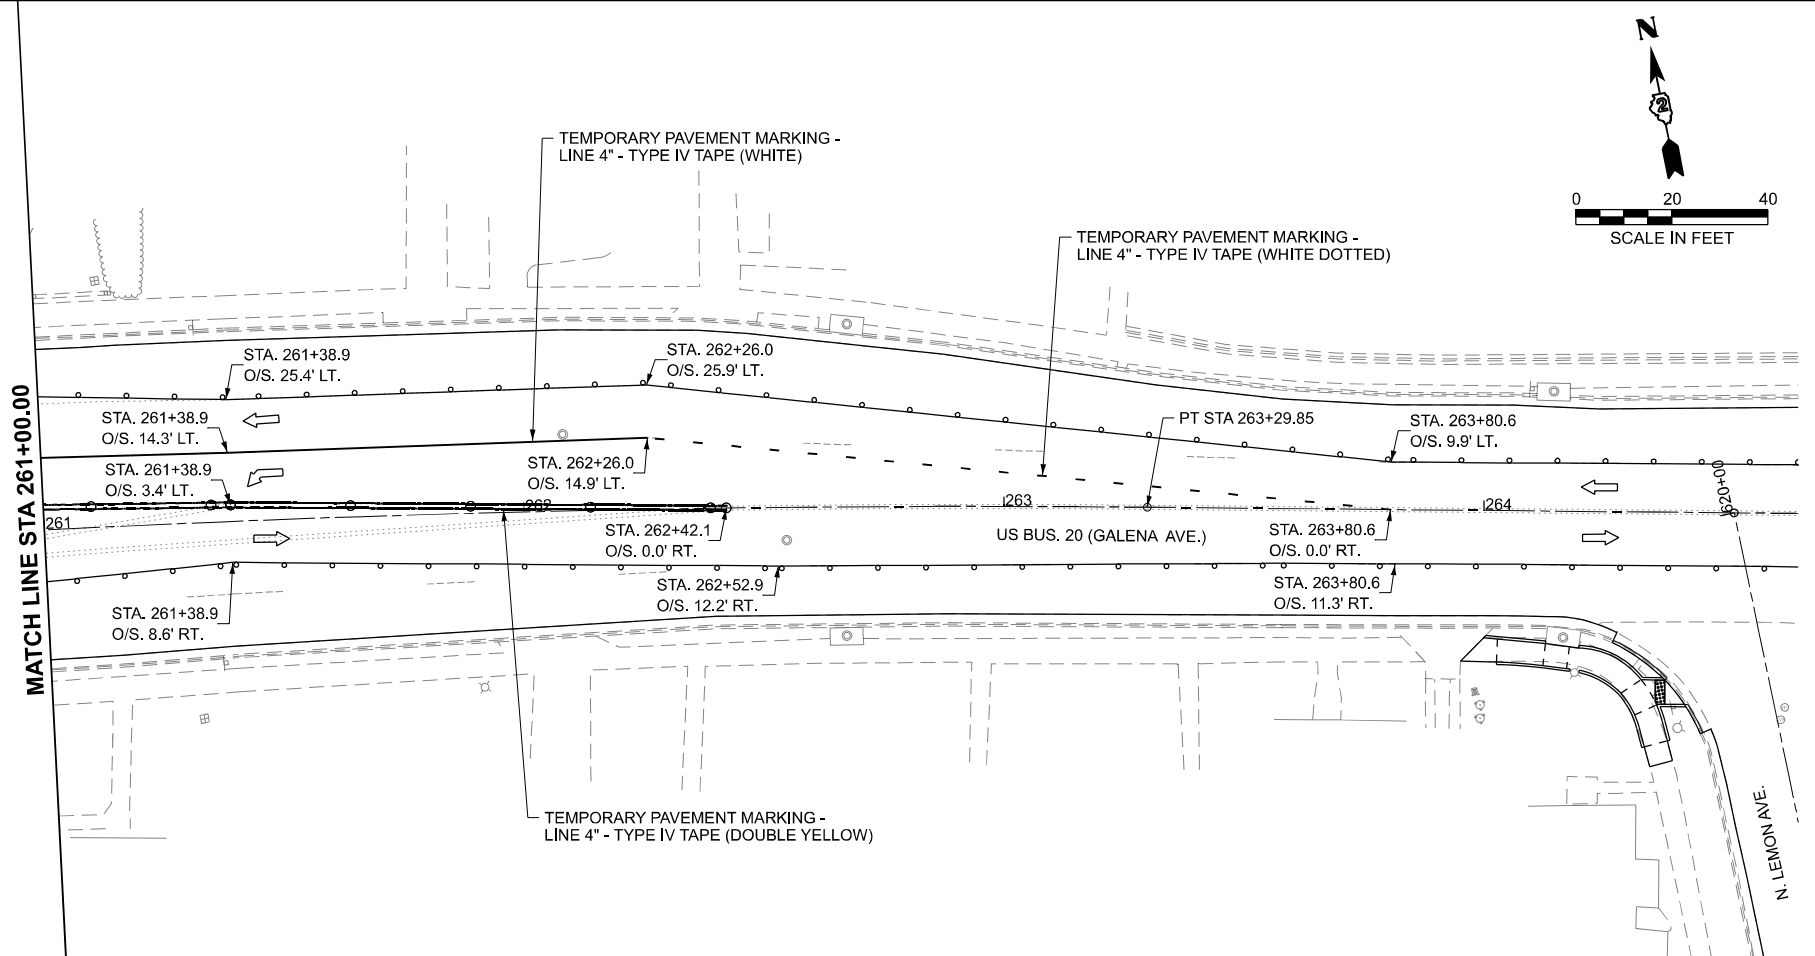 N
2
0 20 40
SCALE IN FEET
TEMPORARY PAVEMENT MARKING -
LINE 4" - TYPE IV TAPE (WHITE)
TEMPORARY PAVEMENT MARKING -
LINE 4" - TYPE IV TAPE (WHITE DOTTED)
STA. 261+38.9
O/S. 25.4' LT.
STA. 262+26.0
O/S. 25.9' LT.
STA. 261+38.9
O/S. 14.3' LT.
PT STA 263+29.85
STA. 263+80.6
O/S. 9.9' LT.
STA. 261+38.9
O/S. 3.4' LT.
STA. 262+26.0
O/S. 14.9' LT.
MATCH LINE STA 261+00.00
261
262
263
264
620+00
STA. 262+42.1
O/S. 0.0' RT.
US BUS. 20 (GALENA AVE.)
STA. 263+80.6
O/S. 0.0' RT.
STA. 261+38.9
O/S. 8.6' RT.
STA. 262+52.9
O/S. 12.2' RT.
STA. 263+80.6
O/S. 11.3' RT.
TEMPORARY PAVEMENT MARKING -
LINE 4" - TYPE IV TAPE (DOUBLE YELLOW)
N. LEMON AVE.